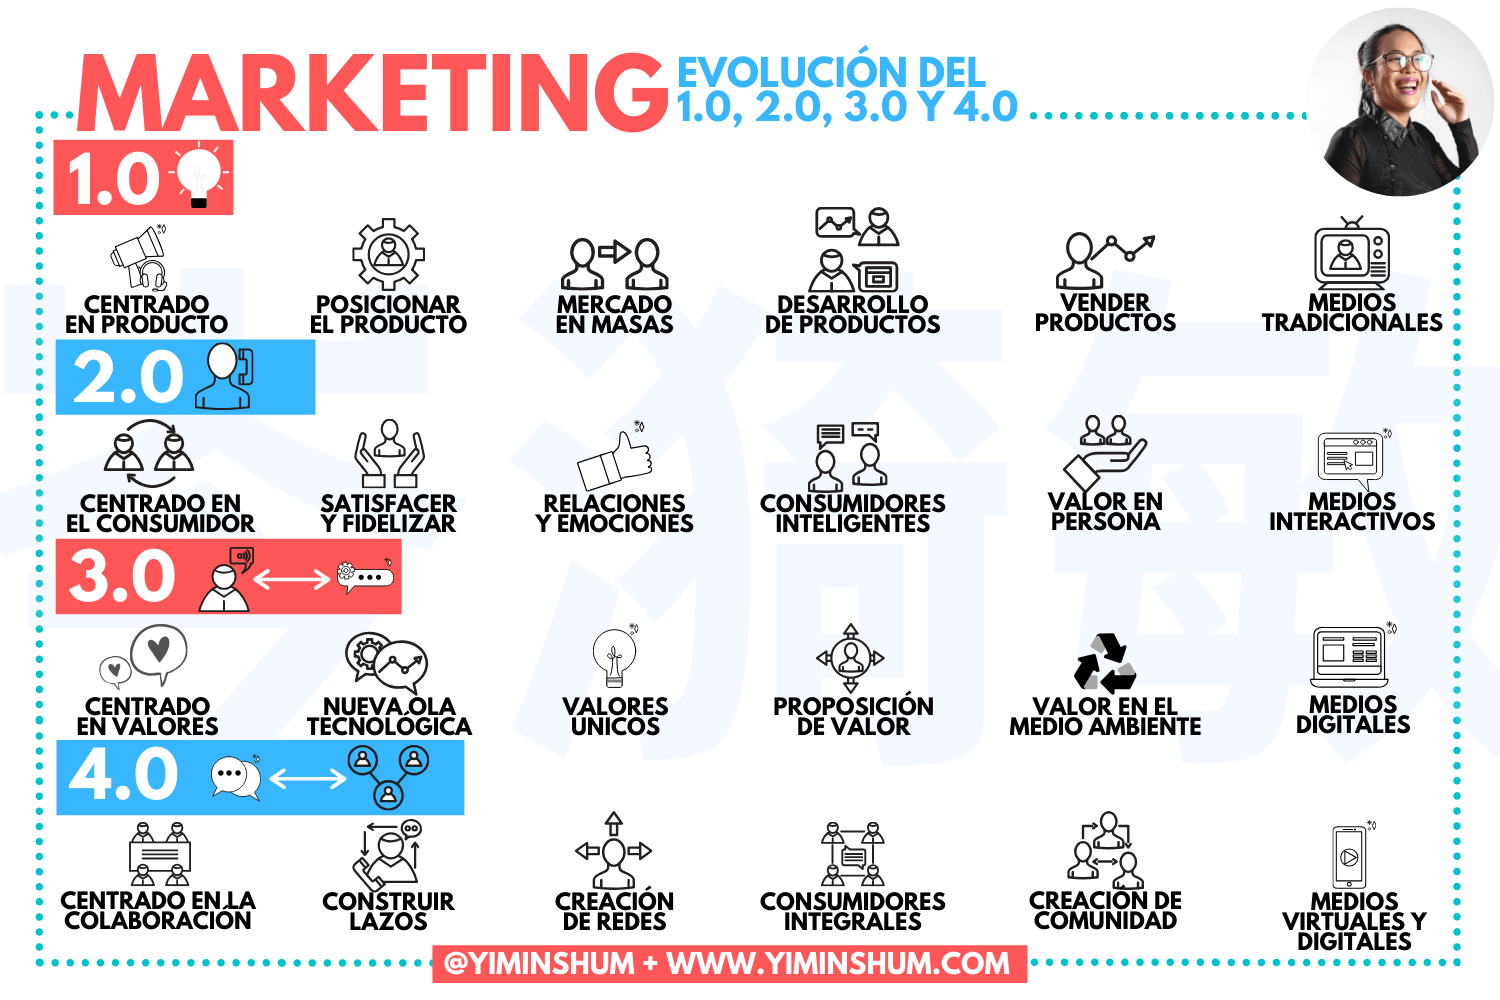 MARKETING
EVOLUCIÓN DEL
1.0, 2.0, 3.0 Y 4.0
1.0
CENTRADO
EN PRODUCTO
POSICIONAR
EL PRODUCTO
MERCADO
EN MASAS
DESARROLLO
DE PRODUCTOS
VENDER
PRODUCTOS
MEDIOS
TRADICIONALES
2.0
CENTRADO EN
EL CONSUMIDOR
SATISFACER
Y FIDELIZAR
RELACIONES
Y EMOCIONES
CONSUMIDORES
INTELIGENTES
VALOR EN
PERSONA
MEDIOS
INTERACTIVOS
3.0
CENTRADO
EN VALORES
NUEVA OLA
TECNOLÓGICA
VALORES
ÚNICOS
PROPOSICIÓN
DE VALOR
VALOR EN EL
MEDIO AMBIENTE
MEDIOS
DIGITALES
4.0
CENTRADO EN LA
COLABORACIÓN
CONSTRUIR
LAZOS
CREACIÓN
DE REDES
CONSUMIDORES
INTEGRALES
CREACIÓN DE
COMUNIDAD
MEDIOS
VIRTUALES Y
DIGITALES
@YIMINSHUM + WWW.YIMINSHUM.COM